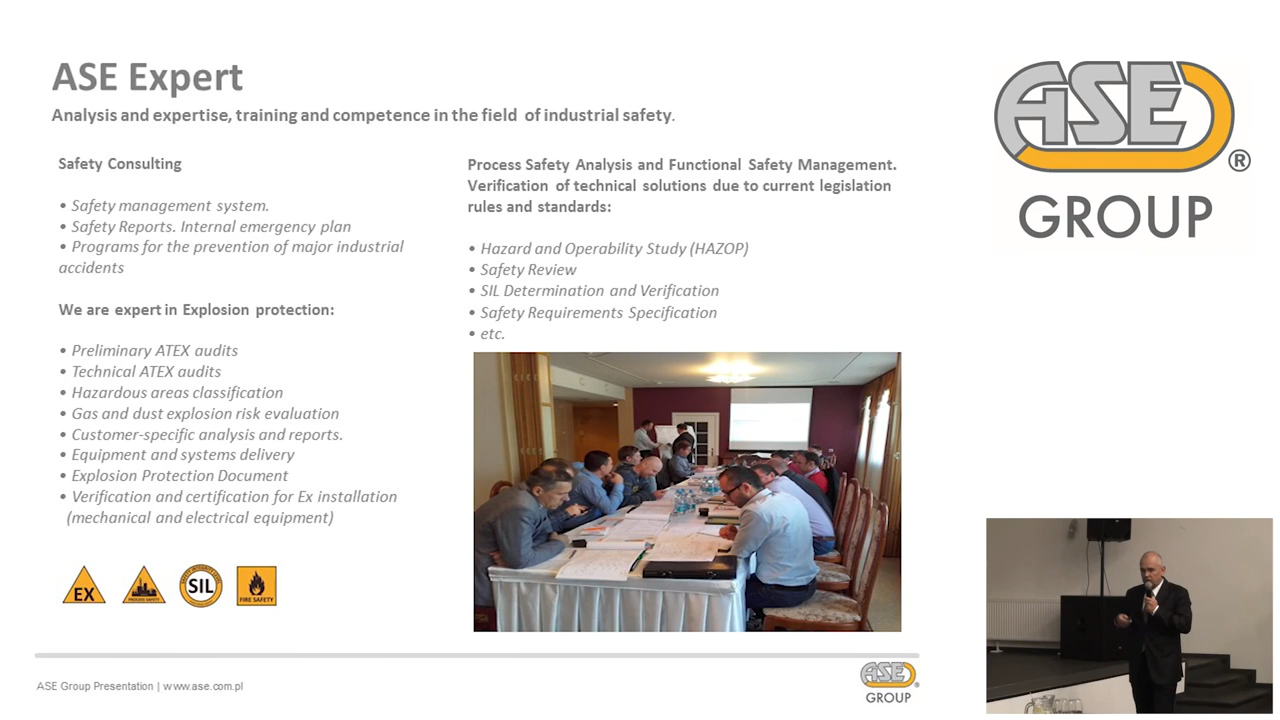 ASE Expert
Analysis and expertise, training and competence in the field of industrial safety.
Safety Consulting
• Safety management system.
• Safety Reports. Internal emergency plan
• Programs for the prevention of major industrial
accidents
We are expert in Explosion protection:
• Preliminary ATEX audits
• Technical ATEX audits
• Hazardous areas classification
• Gas and dust explosion risk evaluation
• Customer-specific analysis and reports.
• Equipment and systems delivery
• Explosion Protection Document
• Verification and certification for Ex installation
(mechanical and electrical equipment)
EX
PROCESS SAFETY
SIL
FIRE SAFETY
Process Safety Analysis and Functional Safety Management.
Verification of technical solutions due to current legislation
rules and standards:
• Hazard and Operability Study (HAZOP)
• Safety Review
• SIL Determination and Verification
• Safety Requirements Specification
• etc.
ASE Group Presentation | www.ase.com.pl
ASE ®
GROUP
ASE ®
GROUP